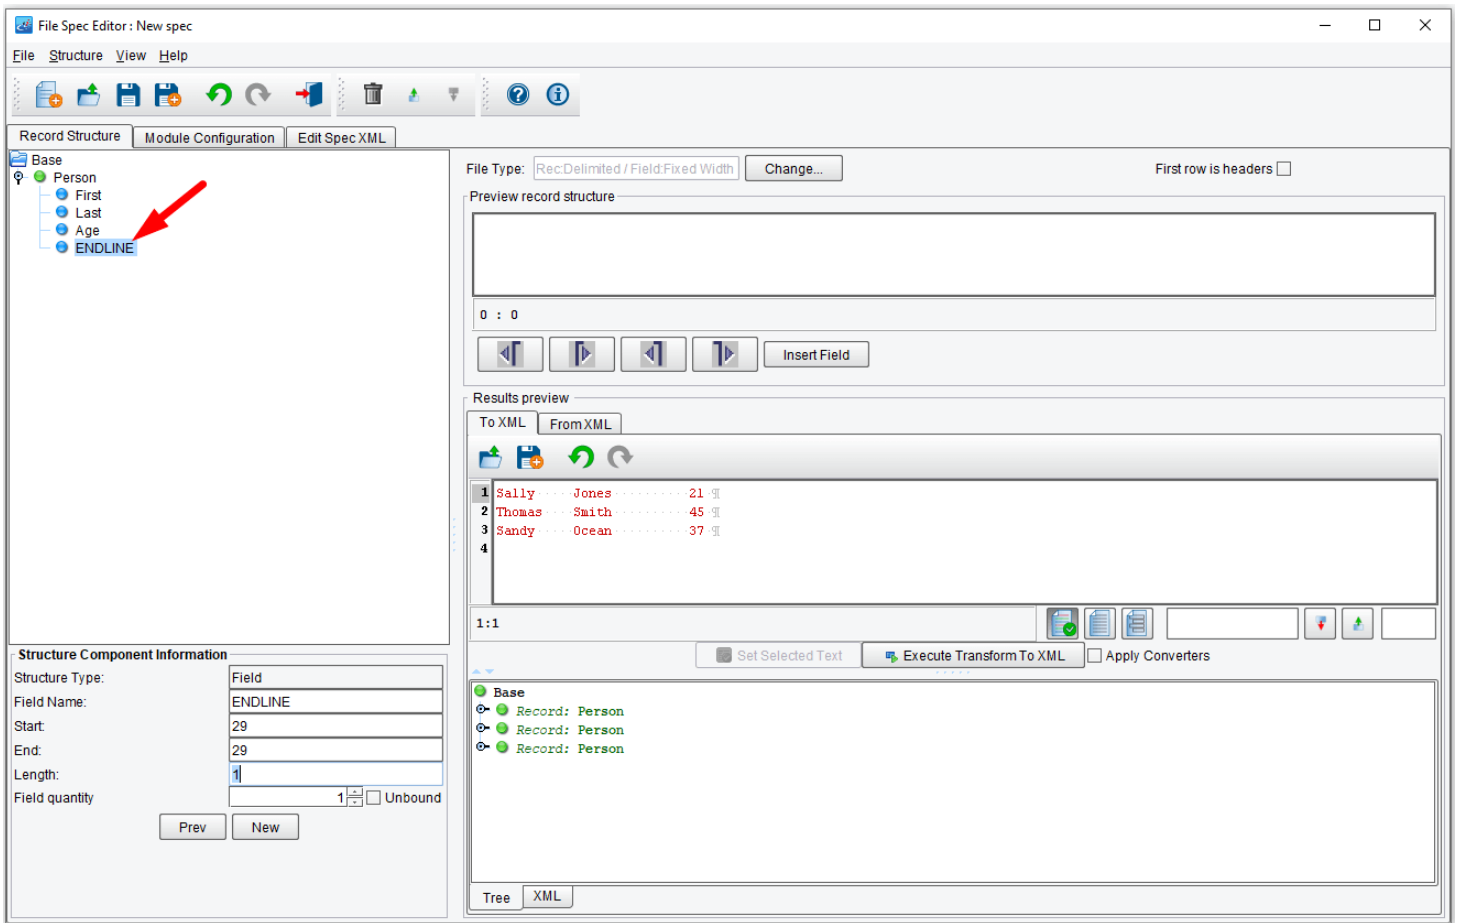 File Spec Editor : New spec
File Structure View Help
Record Structure Module Configuration Edit Spec XML
Base
Person
First
Last
Age
ENDLINE
File Type: Rec:Delimited / Field:Fixed Width Change... First row is headers
Preview record structure
0 : 0
Insert Field
Results preview
To XML From XML
1 Sally Jones 21 ¶
2 Thomas Smith 45 ¶
3 Sandy Ocean 37 ¶
4
1:1
Set Selected Text Execute Transform To XML Apply Converters
Base
Record: Person
Record: Person
Record: Person
Tree XML
Structure Component Information
Structure Type: Field
Field Name: ENDLINE
Start: 29
End: 29
Length: 1
Field quantity 1 Unbound
Prev New